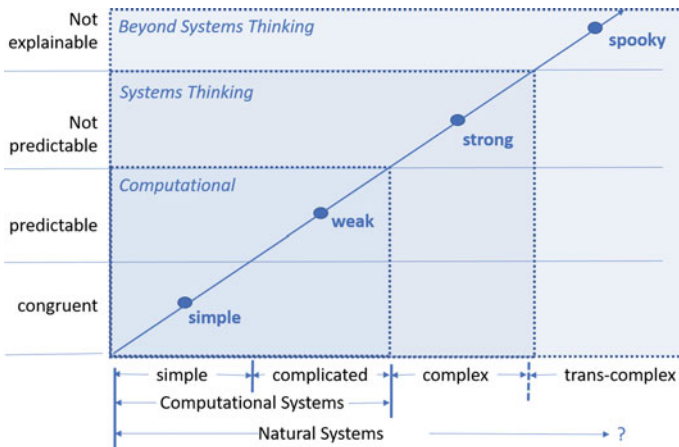 Not
explainable
Beyond Systems Thinking
spooky
Systems Thinking
Not
predictable
strong
Computational
predictable
weak
congruent
simple
simple complicated complex trans-complex
Computational Systems
Natural Systems ?